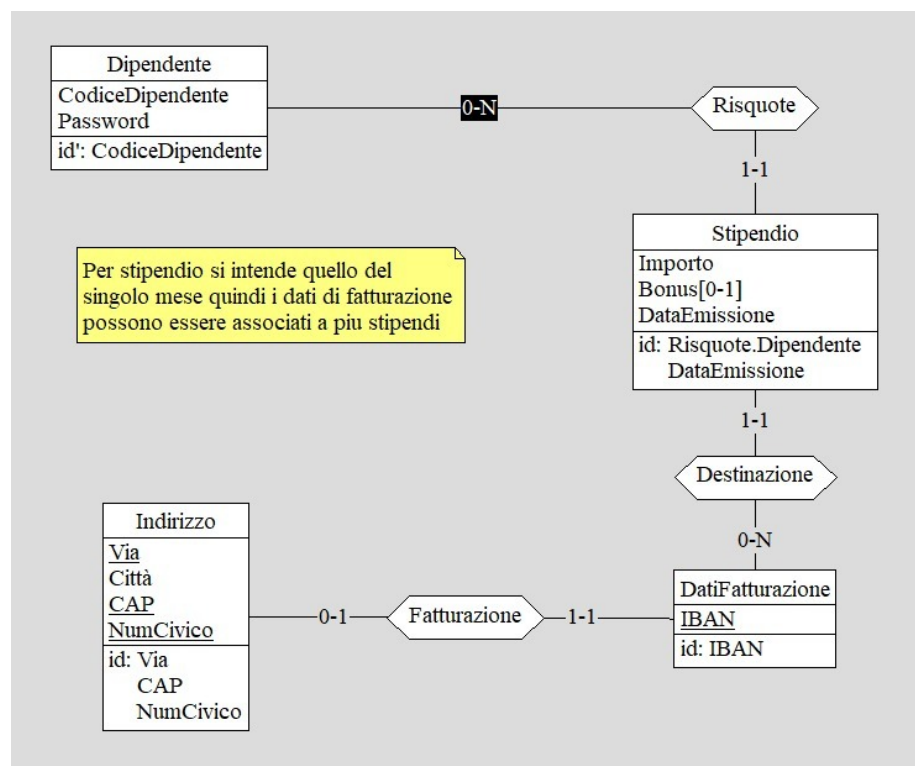 Dipendente
CodiceDipendente
Password
id': CodiceDipendente
0-N
Risquote
1-1
Per stipendio si intende quello del
singolo mese quindi i dati di fatturazione
possono essere associati a piu stipendi
Stipendio
Importo
Bonus[0-1]
DataEmissione
id: Risquote.Dipendente
DataEmissione
1-1
Destinazione
0-N
Indirizzo
Via
Città
CAP
NumCivico
id: Via
CAP
NumCivico
0-1
Fatturazione
1-1
DatiFatturazione
IBAN
id: IBAN